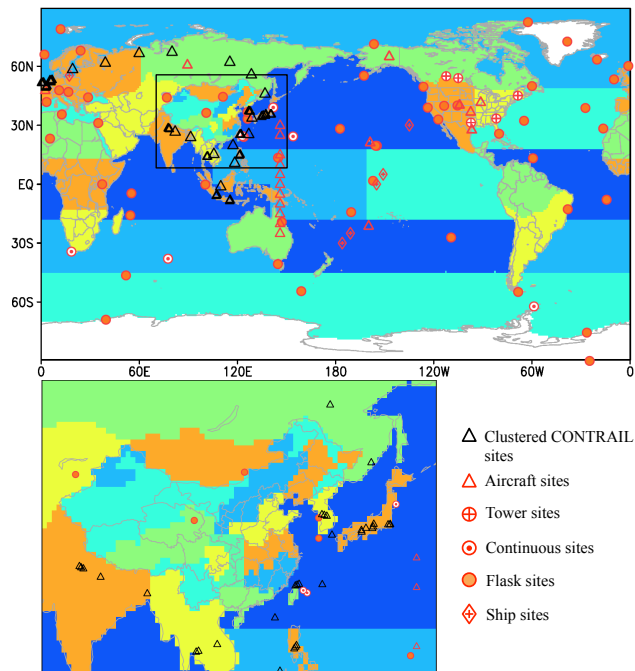 60N
30N
EQ
30S
60S
0
60E
120E
180
120W
60W
0
Clustered CONTRAIL
sites
Aircraft sites
Tower sites
Continuous sites
Flask sites
Ship sites